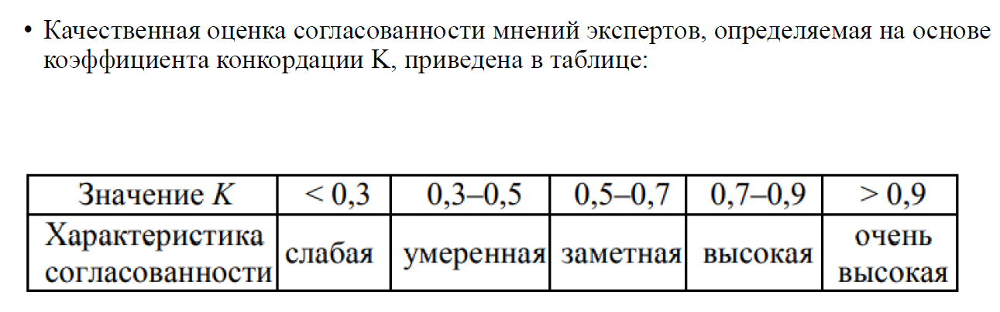 • Качественная оценка согласованности мнений экспертов, определяемая на основе
коэффициента конкордации K, приведена в таблице:
Значение K < 0,3 0,3–0,5 0,5–0,7 0,7–0,9 > 0,9
Характеристика согласованности слабая умеренная заметная высокая очень высокая